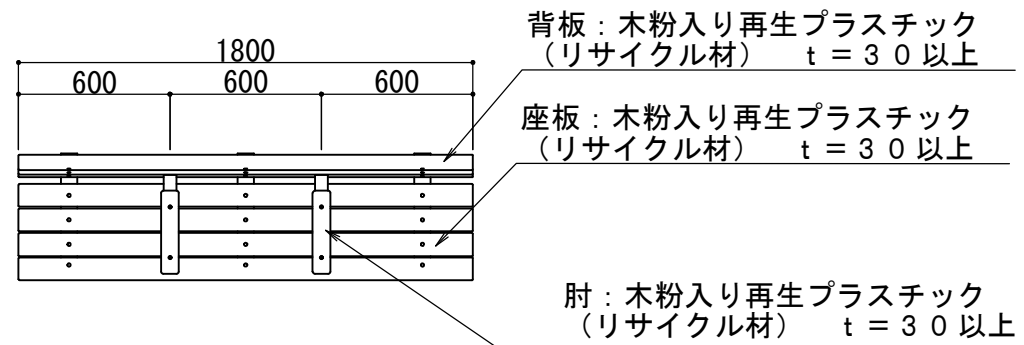 背板：木粉入り再生プラスチック
（リサイクル材）　ｔ＝３０以上
1800
600 600 600
座板：木粉入り再生プラスチック
（リサイクル材）　ｔ＝３０以上
肘：木粉入り再生プラスチック
（リサイクル材）　ｔ＝３０以上